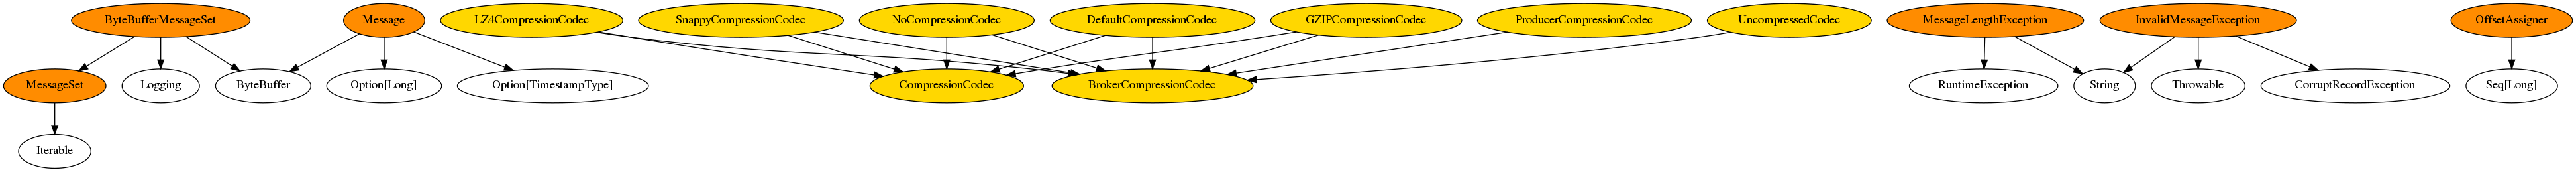 ByteBufferMessageSet
Message
LZ4CompressionCodec
SnappyCompressionCodec
NoCompressionCodec
DefaultCompressionCodec
GZIPCompressionCodec
ProducerCompressionCodec
UncompressedCodec
MessageLengthException
InvalidMessageException
OffsetAssigner
MessageSet
Logging
ByteBuffer
Option[Long]
Option[TimestampType]
CompressionCodec
BrokerCompressionCodec
RuntimeException
String
Throwable
CorruptRecordException
Seq[Long]
Iterable